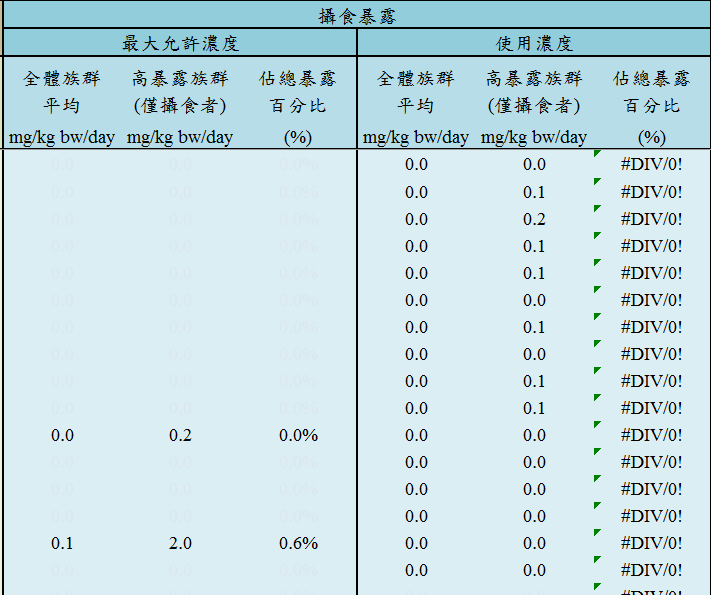 攝食暴露
最大允許濃度 使用濃度
全體族群 高暴露族群 佔總暴露 全體族群 高暴露族群 佔總暴露
平均 (僅攝食者) 百分比 平均 (僅攝食者) 百分比
mg/kg bw/day mg/kg bw/day (%) mg/kg bw/day mg/kg bw/day (%)
0.0 0.0 0.0% 0.0 0.0 #DIV/0!
0.0 0.0 0.0% 0.0 0.1 #DIV/0!
0.0 0.0 0.0% 0.0 0.2 #DIV/0!
0.0 0.0 0.0% 0.0 0.1 #DIV/0!
0.0 0.0 0.0% 0.0 0.1 #DIV/0!
0.0 0.0 0.0% 0.0 0.0 #DIV/0!
0.0 0.0 0.0% 0.0 0.1 #DIV/0!
0.0 0.0 0.0% 0.0 0.0 #DIV/0!
0.0 0.0 0.0% 0.0 0.1 #DIV/0!
0.0 0.0 0.0% 0.0 0.1 #DIV/0!
0.0 0.2 0.0% 0.0 0.0 #DIV/0!
0.0 0.0 0.0% 0.0 0.0 #DIV/0!
0.0 0.0 0.0% 0.0 0.0 #DIV/0!
0.0 0.0 0.0% 0.0 0.0 #DIV/0!
0.1 2.0 0.6% 0.0 0.0 #DIV/0!
0.0 0.0 0.0% 0.0 0.0 #DIV/0!